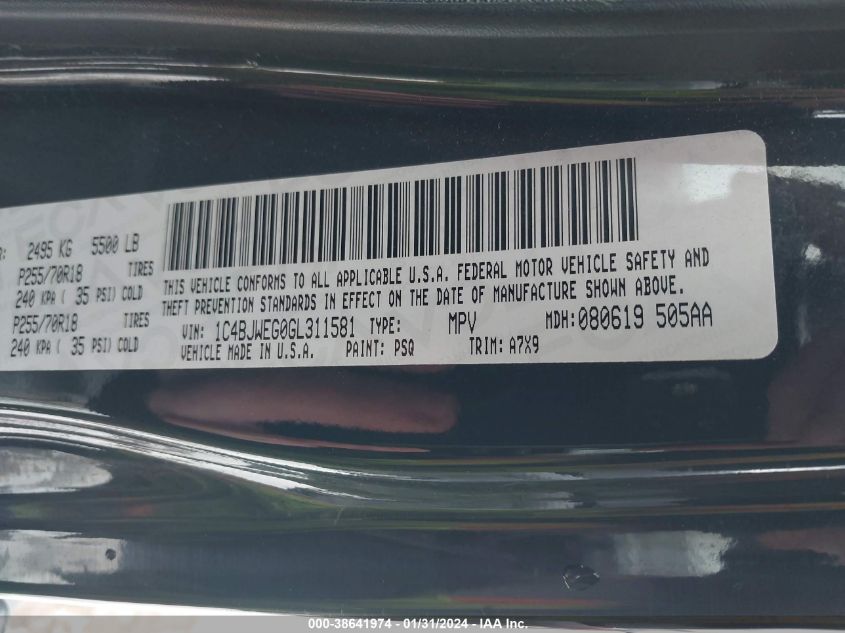 R: 2495 KG 5500 LB
P255/70R18 TIRES
240 KPA ( 35 PSI) COLD
P255/70R18 TIRES
240 KPA ( 35 PSI) COLD
THIS VEHICLE CONFORMS TO ALL APPLICABLE U.S.A. FEDERAL MOTOR VEHICLE SAFETY AND
THEFT PREVENTION STANDARDS IN EFFECT ON THE DATE OF MANUFACTURE SHOWN ABOVE.
VIN: 1C4BJWEG0GL311581 TYPE: MPV MDH:080619 505AA
VEHICLE MADE IN U.S.A. PAINT: PSQ TRIM: A7X9
000-38641974 - 01/31/2024 - IAA Inc.